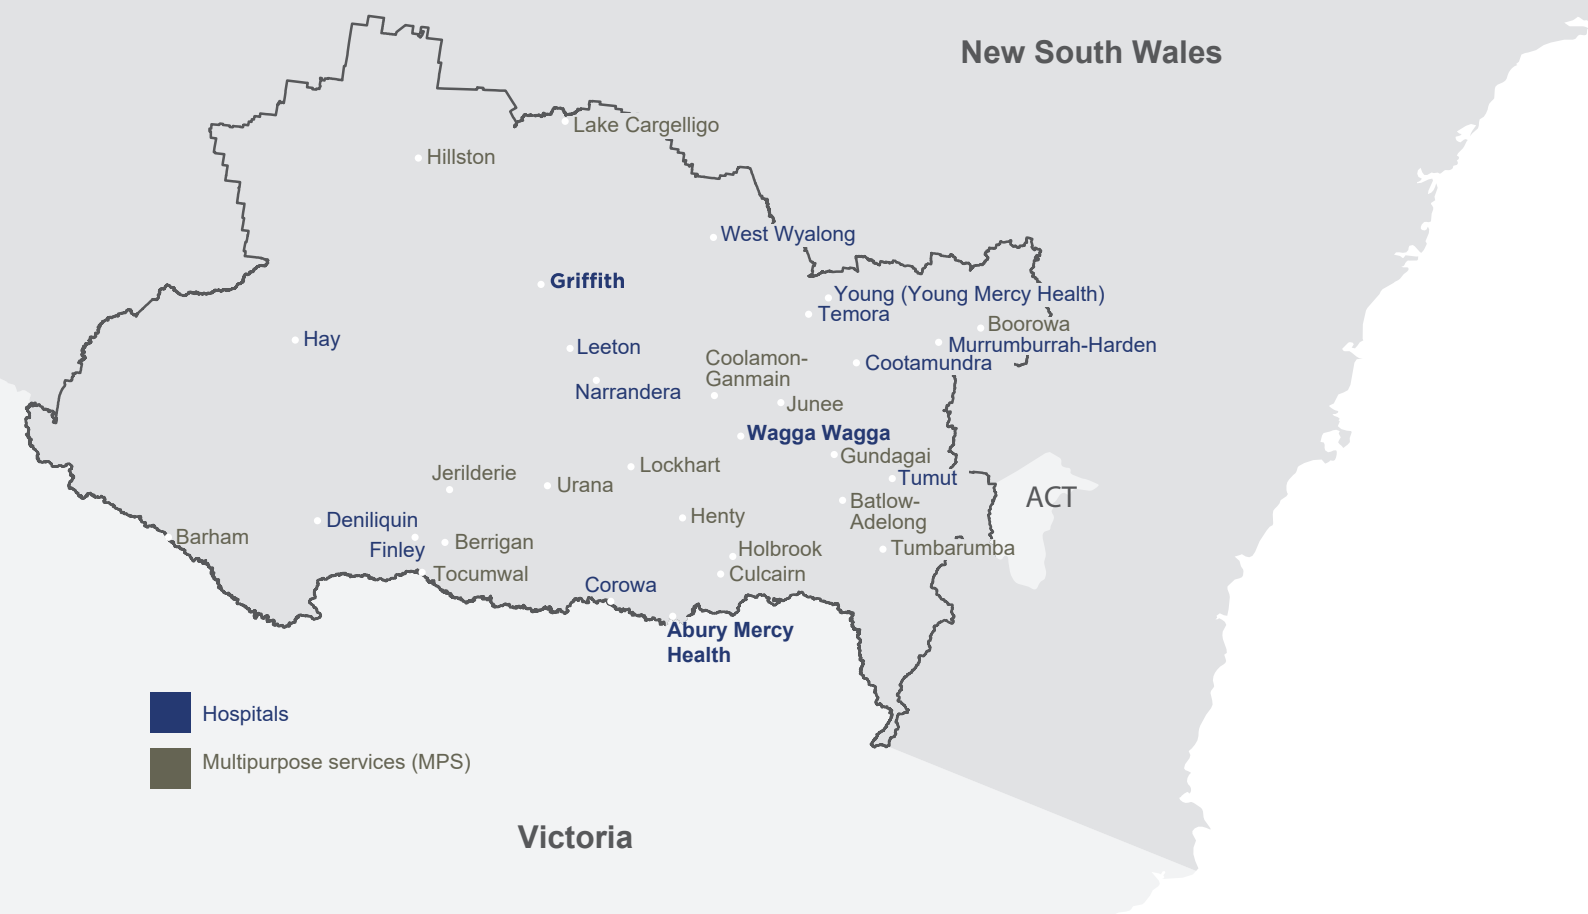 New South Wales
Lake Cargelligo
Hillston
West Wyalong
Griffith
Young (Young Mercy Health)
Temora
Boorowa
Hay
Leeton
Murrumburrah-Harden
Coolamon-
Ganmain
Cootamundra
Narrandera
Junee
Wagga Wagga
Gundagai
Lockhart
Jerilderie
Tumut
Urana
ACT
Batlow-
Adelong
Henty
Deniliquin
Barham
Finley
Berrigan
Holbrook
Tumbarumba
Tocumwal
Culcairn
Corowa
Abury Mercy
Health
Hospitals
Multipurpose services (MPS)
Victoria